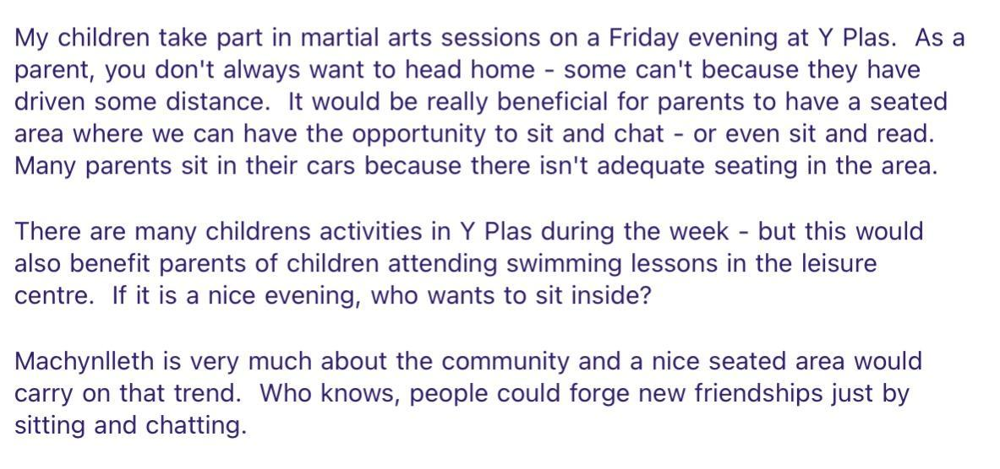 My children take part in martial arts sessions on a Friday evening at Y Plas.  As a
parent, you don't always want to head home - some can't because they have
driven some distance.  It would be really beneficial for parents to have a seated
area where we can have the opportunity to sit and chat - or even sit and read.
Many parents sit in their cars because there isn't adequate seating in the area.

There are many childrens activities in Y Plas during the week - but this would
also benefit parents of children attending swimming lessons in the leisure
centre.  If it is a nice evening, who wants to sit inside?

Machynlleth is very much about the community and a nice seated area would
carry on that trend.  Who knows, people could forge new friendships just by
sitting and chatting.